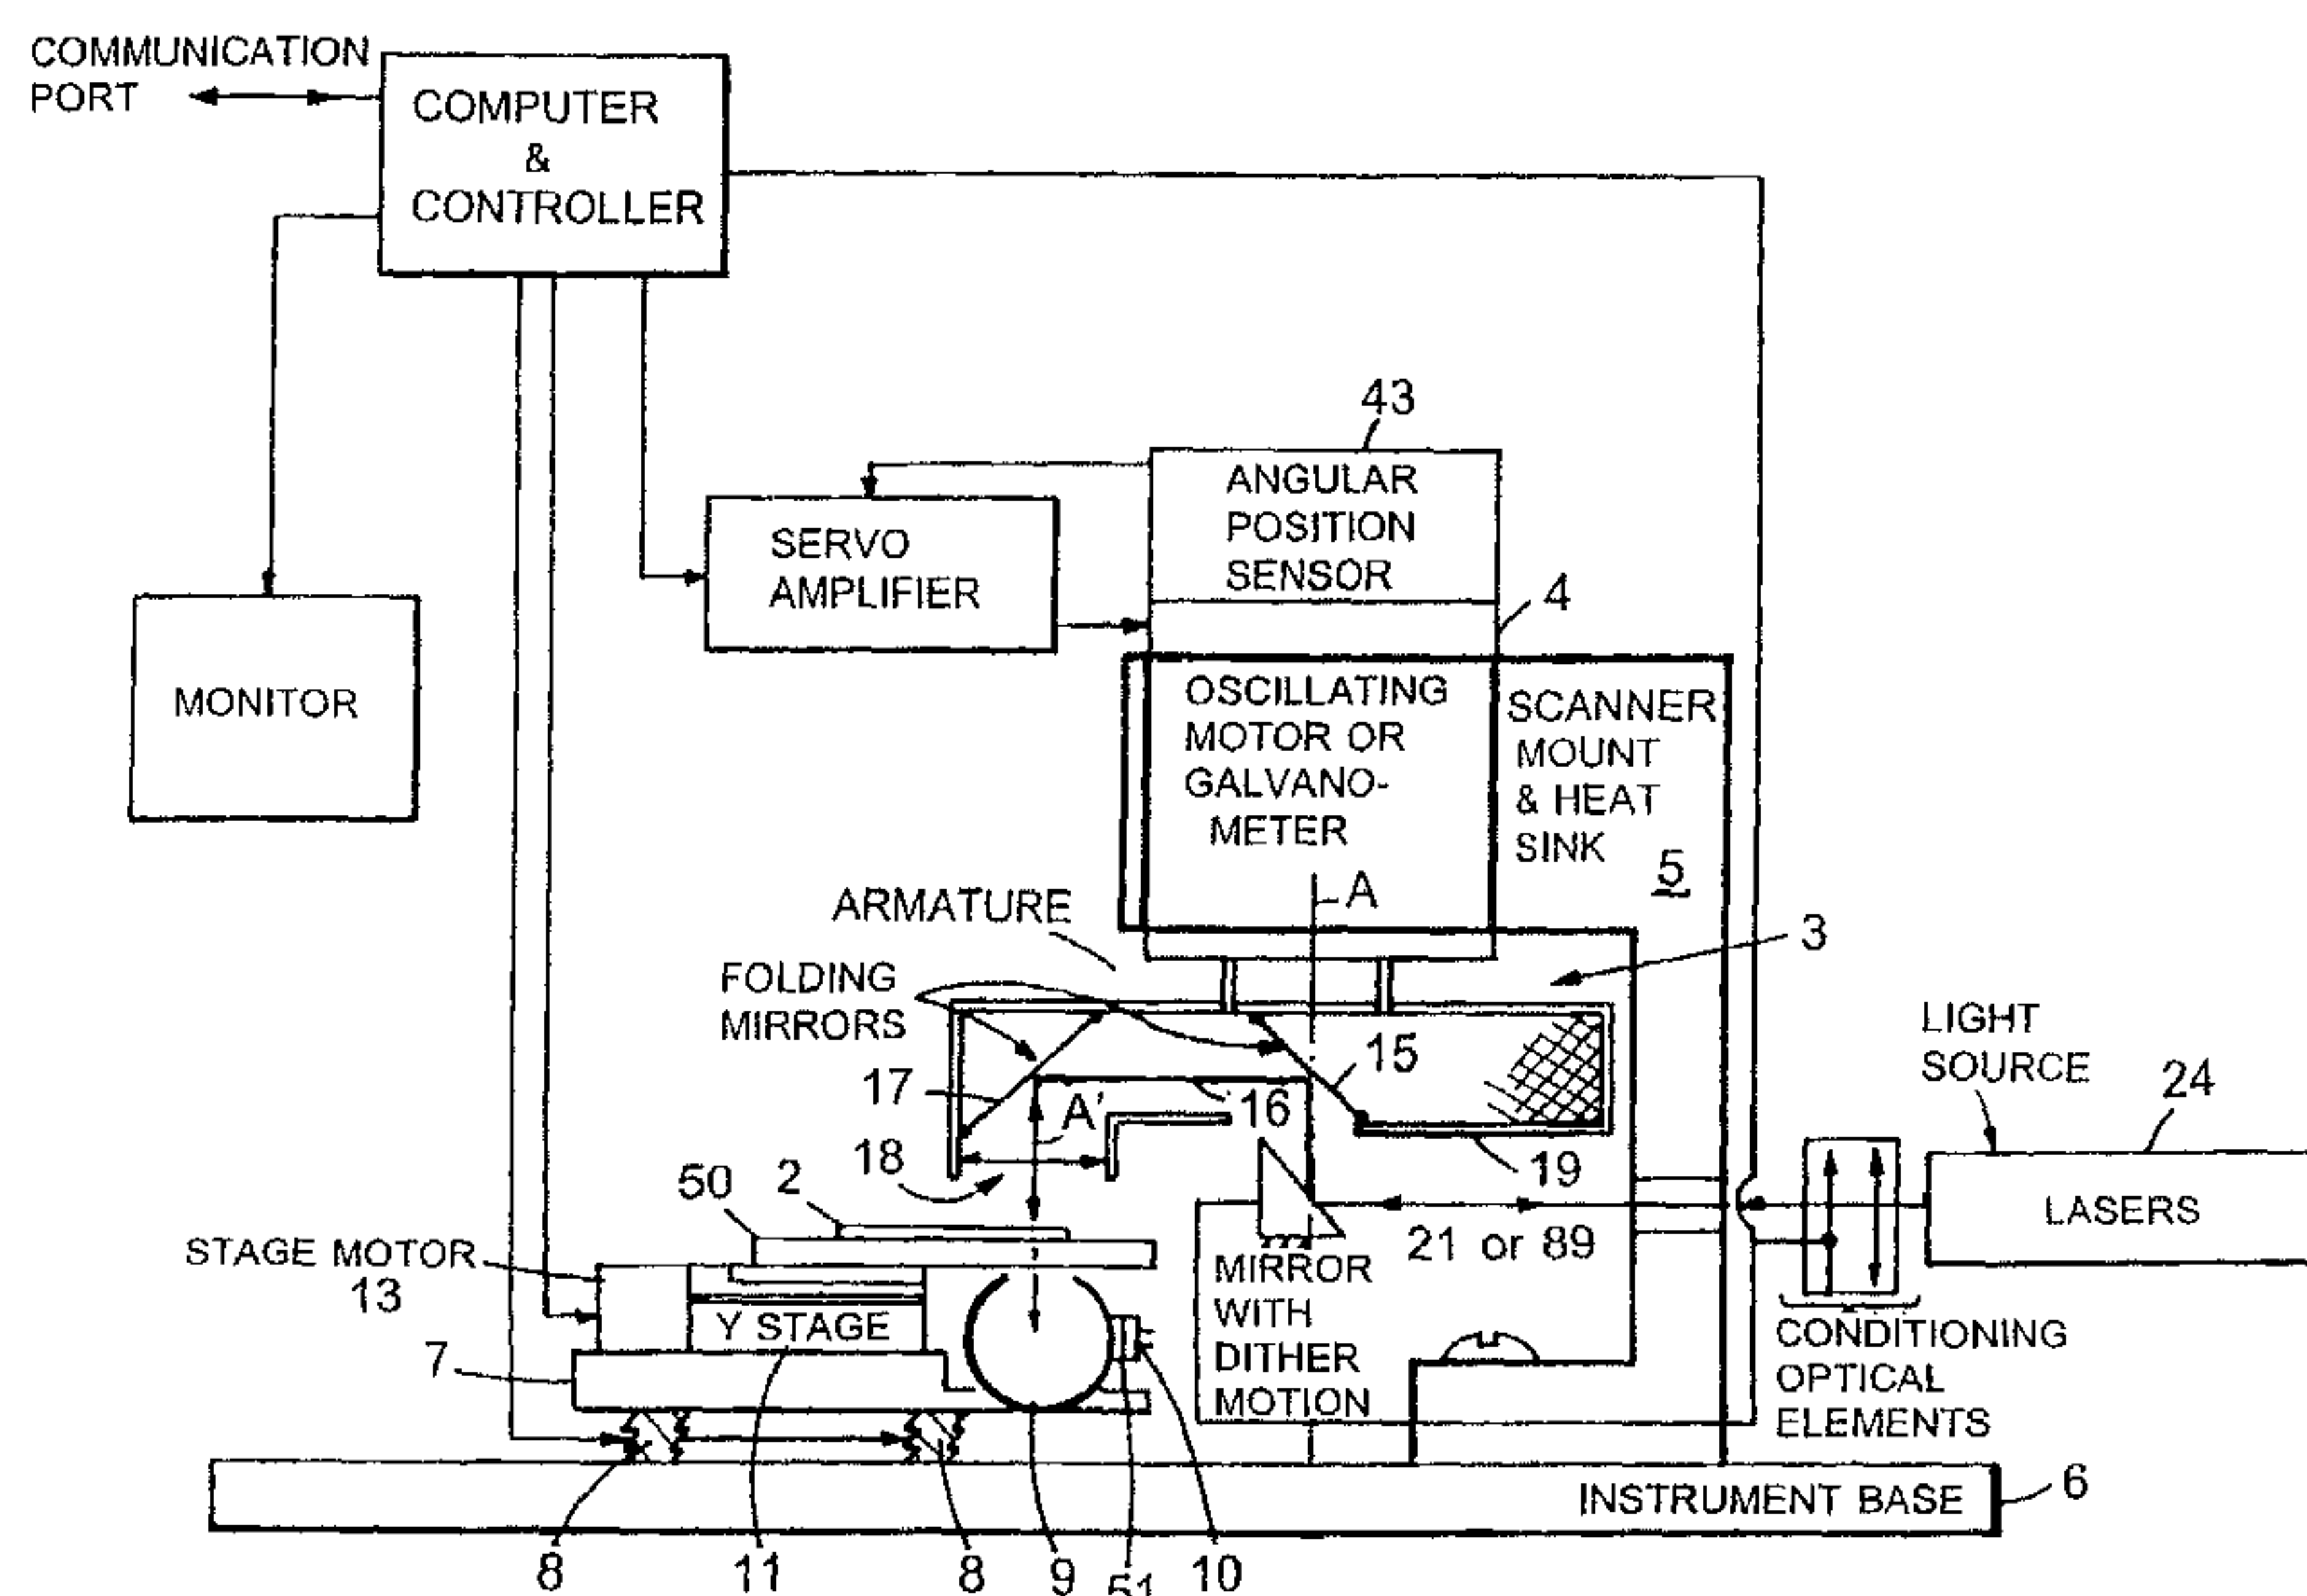 COMMUNICATION
PORT
COMPUTER
&
CONTROLLER
43
ANGULAR
POSITION
SENSOR
SERVO
AMPLIFIER
4
MONITOR
OSCILLATING
MOTOR OR
GALVANO-
METER
SCANNER
MOUNT
& HEAT
SINK
5
A
ARMATURE
3
FOLDING
MIRRORS
15
17
A'
16
LIGHT
SOURCE
24
18
19
50
2
LASERS
STAGE MOTOR
13
21 or 89
MIRROR
WITH
DITHER
MOTION
Y STAGE
7
CONDITIONING
OPTICAL
ELEMENTS
INSTRUMENT BASE
6
8
11
8
9
51
10